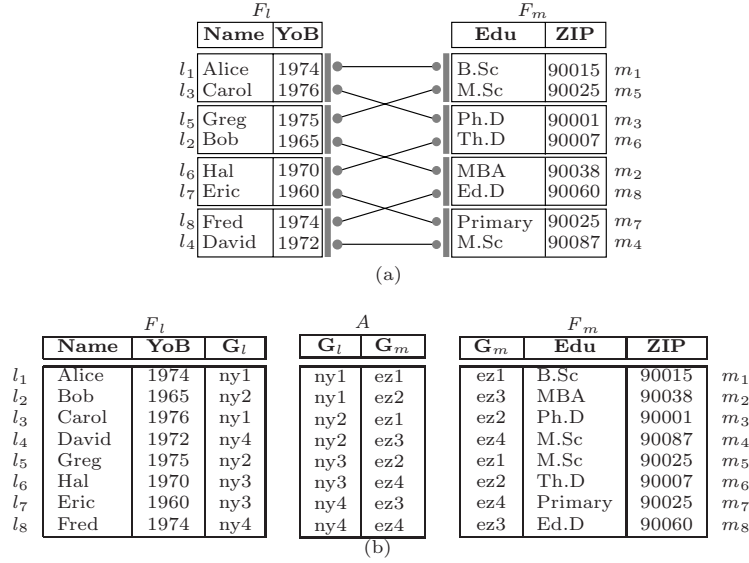 F_l F_m
Name YoB Edu ZIP
l_1 Alice 1974 B.Sc 90015 m_1
l_3 Carol 1976 M.Sc 90025 m_5
l_5 Greg 1975 Ph.D 90001 m_3
l_2 Bob 1965 Th.D 90007 m_6
l_6 Hal 1970 MBA 90038 m_2
l_7 Eric 1960 Ed.D 90060 m_8
l_8 Fred 1974 Primary 90025 m_7
l_4 David 1972 M.Sc 90087 m_4
(a)
F_l A F_m
Name YoB G_l G_l G_m G_m Edu ZIP
l_1 Alice 1974 ny1 ny1 ez1 ez1 B.Sc 90015 m_1
l_2 Bob 1965 ny2 ny1 ez2 ez3 MBA 90038 m_2
l_3 Carol 1976 ny1 ny2 ez1 ez2 Ph.D 90001 m_3
l_4 David 1972 ny4 ny2 ez3 ez4 M.Sc 90087 m_4
l_5 Greg 1975 ny2 ny3 ez2 ez1 M.Sc 90025 m_5
l_6 Hal 1970 ny3 ny3 ez4 ez2 Th.D 90007 m_6
l_7 Eric 1960 ny3 ny4 ez3 ez4 Primary 90025 m_7
l_8 Fred 1974 ny4 ny4 ez4 ez3 Ed.D 90060 m_8
(b)